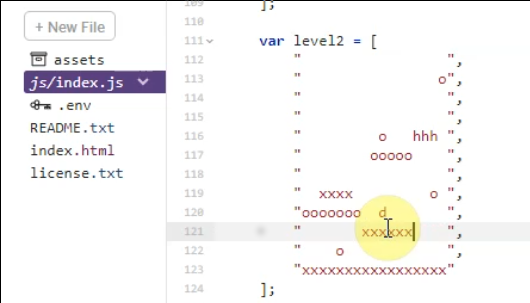 + New File
assets
js/index.js
.env
README.txt
index.html
license.txt
109 ];
110
111 var level2 = [
112 "                 ",
113 "                o",
114 "                 ",
115 "                 ",
116 "         o   hhh ",
117 "        ooooo    ",
118 "                 ",
119 "  xxxx         o ",
120 "ooooooo  d       ",
121 "       xxxxxx    ",
122 "    o            ",
123 "xxxxxxxxxxxxxxxxx"
124 ];